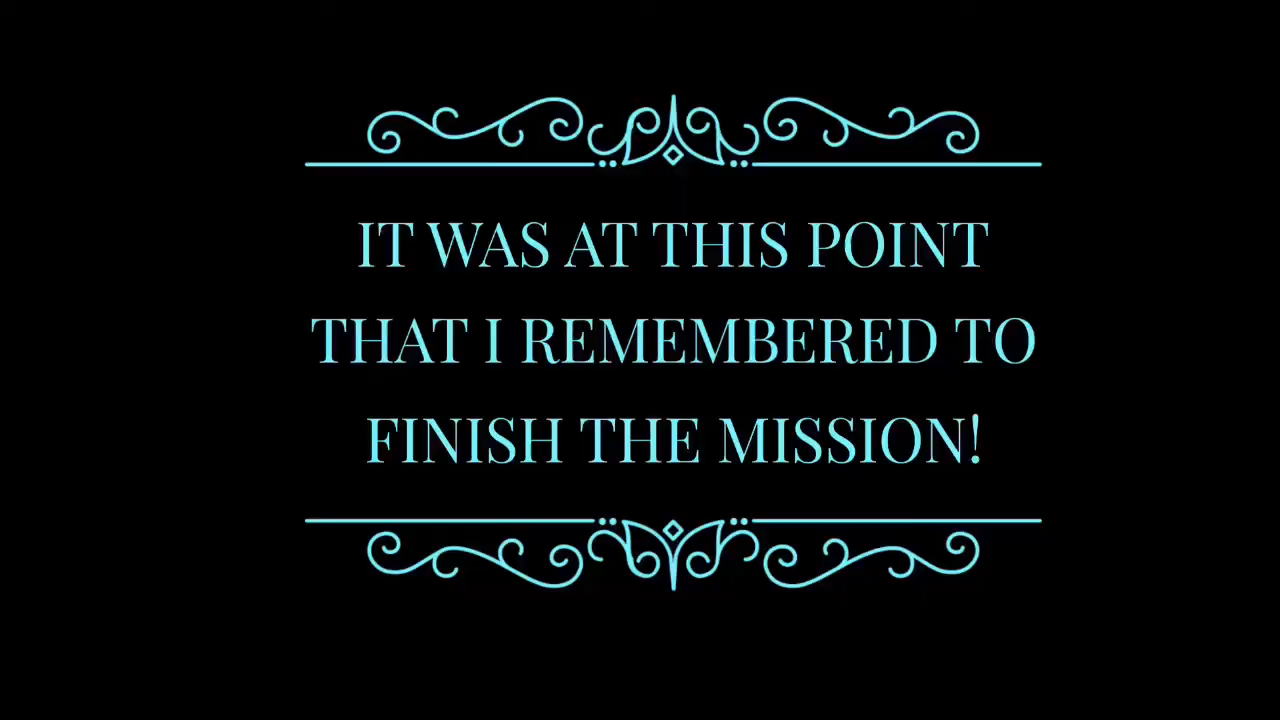 IT WAS AT THIS POINT
THAT I REMEMBERED TO
FINISH THE MISSION!